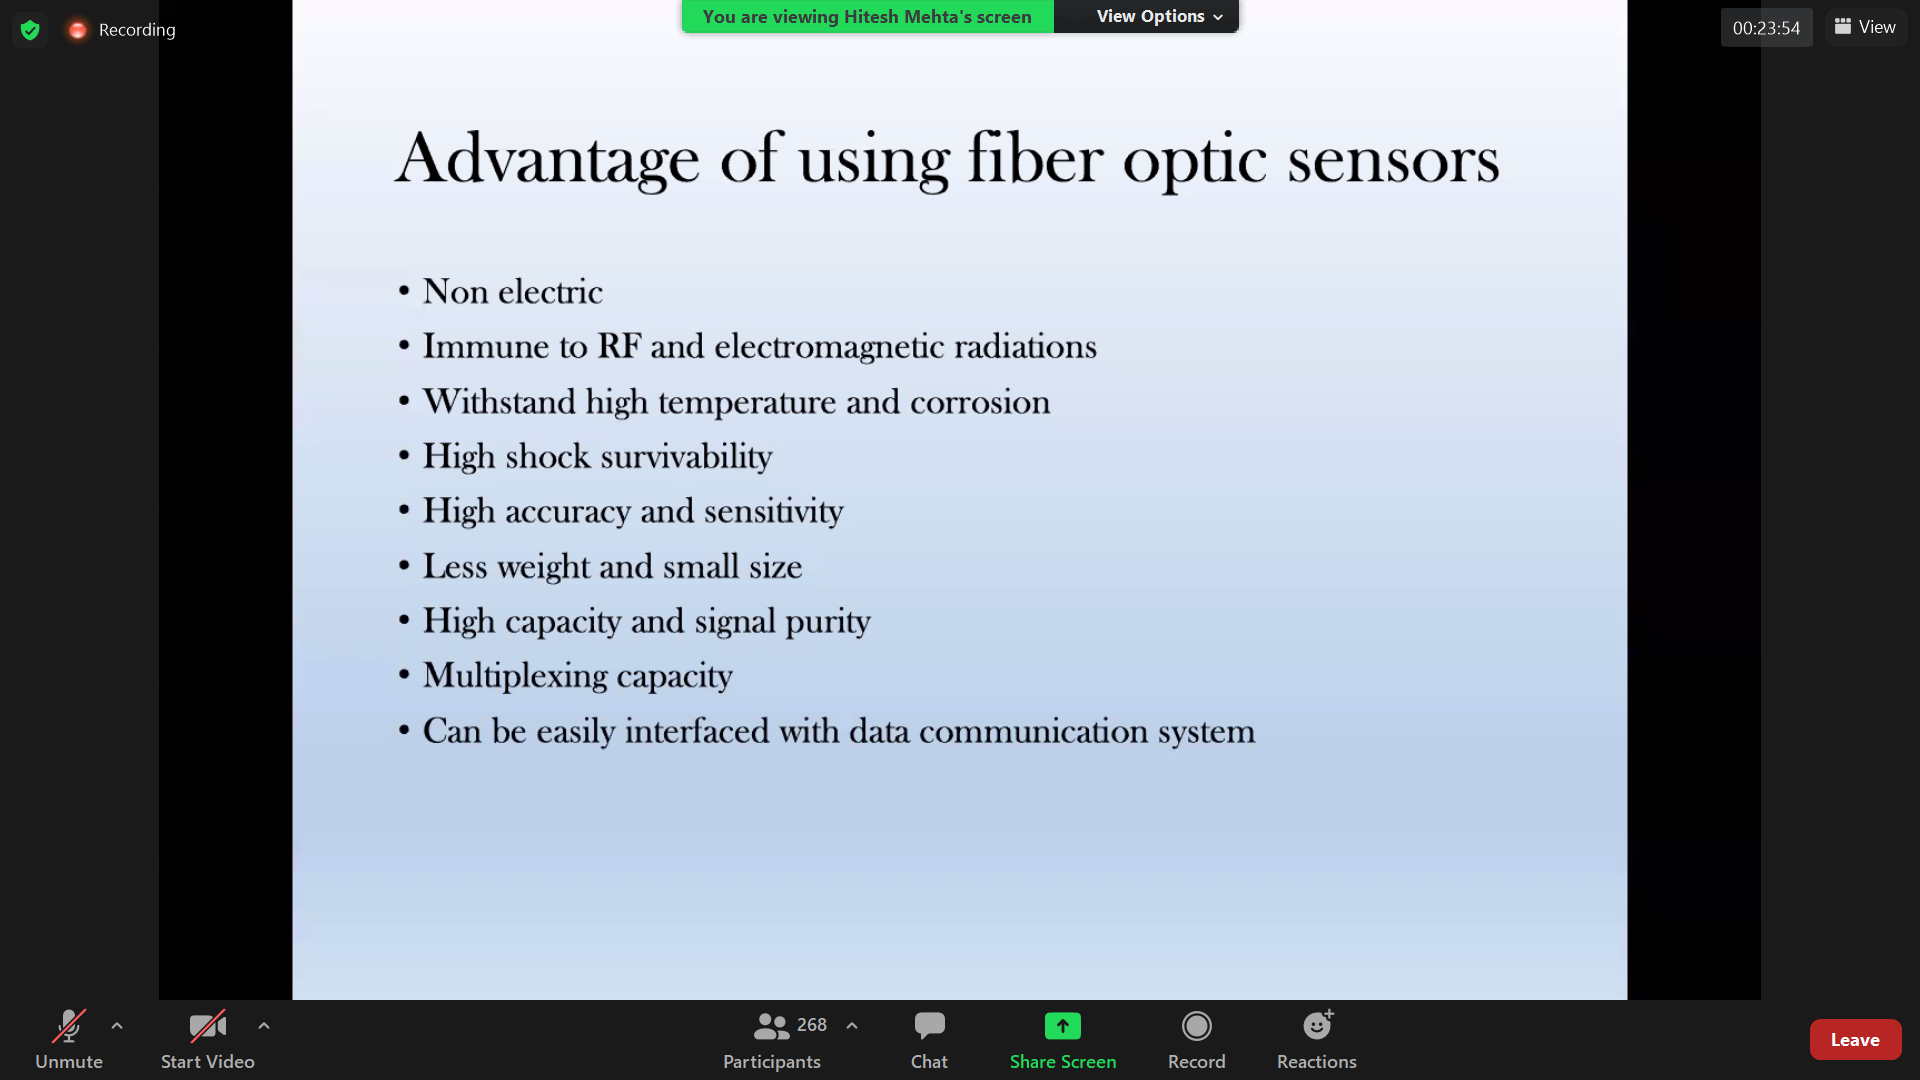 Recording
You are viewing Hitesh Mehta's screen
View Options
00:23:54
View
Advantage of using fiber optic sensors
• Non electric
• Immune to RF and electromagnetic radiations
• Withstand high temperature and corrosion
• High shock survivability
• High accuracy and sensitivity
• Less weight and small size
• High capacity and signal purity
• Multiplexing capacity
• Can be easily interfaced with data communication system
Unmute
Start Video
268
Participants
Chat
Share Screen
Record
Reactions
Leave